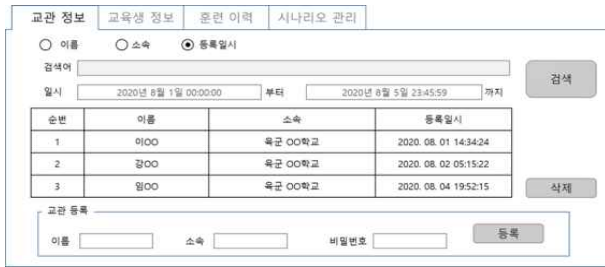 교관 정보 교육생 정보 훈련 이력 시나리오 관리
이름 소속 등록일시
검색어
검색
일시 2020년 8월 1일 00:00:00 부터 2020년 8월 5일 23:45:59 까지
순번 이름 소속 등록일시
1 이OO 육군 OO학교 2020. 08. 01 14:34:24
2 강OO 육군 OO학교 2020. 08. 02 05:15:22
3 임OO 육군 OO학교 2020. 08. 04 19:52:15
삭제
교관 등록
이름 소속 비밀번호 등록